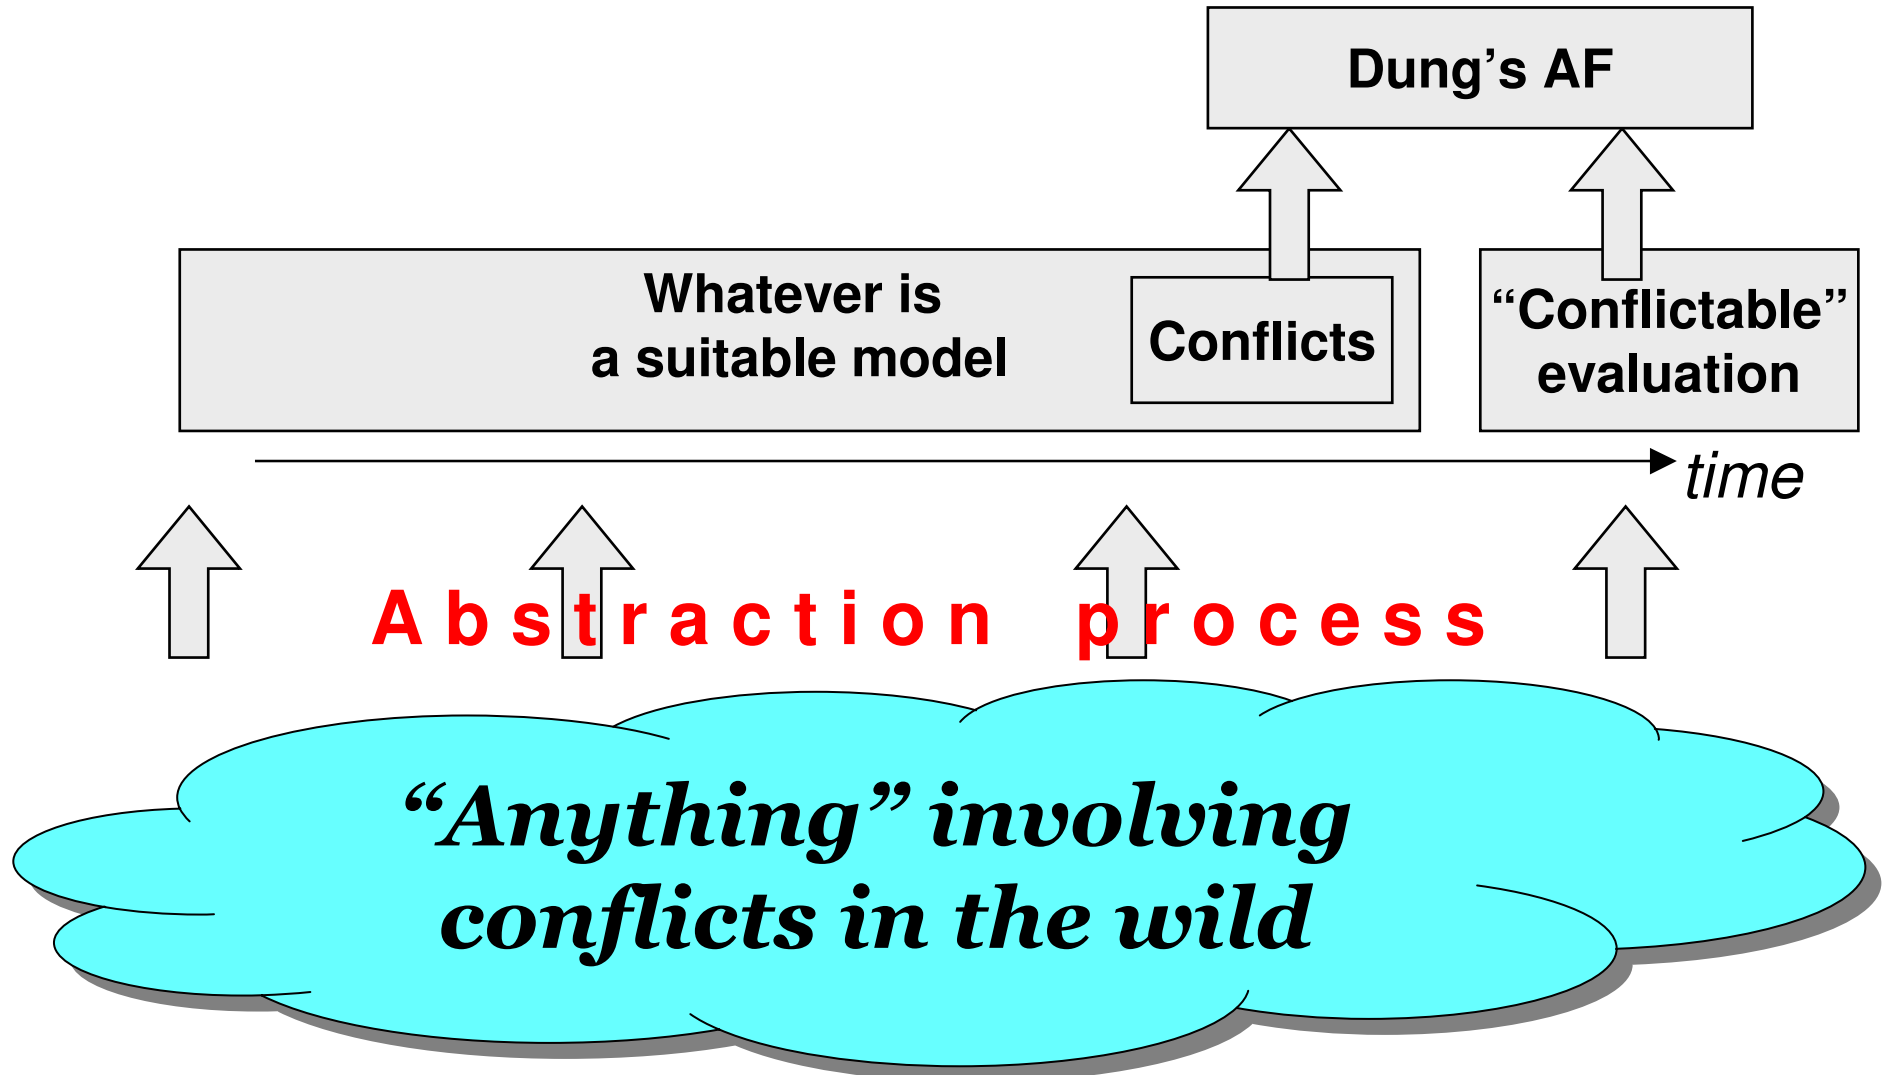 Dung’s AF
Whatever is
a suitable model
Conflicts
“Conflictable”
evaluation
time
Abstraction process
“Anything” involving
conflicts in the wild